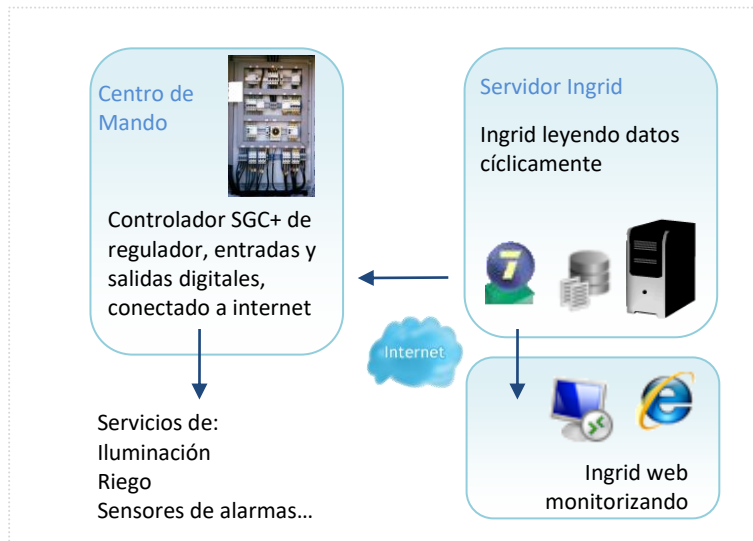 Centro de
Mando
Controlador SGC+ de
regulador, entradas y
salidas digitales,
conectado a internet
Servicios de:
Iluminación
Riego
Sensores de alarmas…
Internet
Servidor Ingrid
Ingrid leyendo datos
cíclicamente
7
Ingrid web
monitorizando